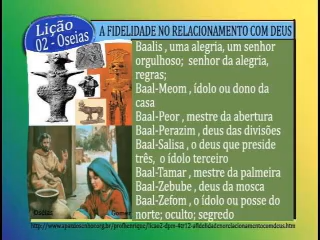 Lição
02 - Oseias
A FIDELIDADE NO RELACIONAMENTO COM DEUS
Baalis , uma alegria, um senhor
orgulhoso;  senhor da alegria,
regras;
Baal-Meom , ídolo ou dono da
casa
Baal-Peor , mestre da abertura
Baal-Perazim , deus das divisões
Baal-Salisa , o deus que preside
três,  o ídolo terceiro
Baal-Tamar , mestre da palmeira
Baal-Zebube , deus da mosca
Baal-Zefom , o ídolo ou posse do
norte; oculto; segredo
Oséias
Gomer